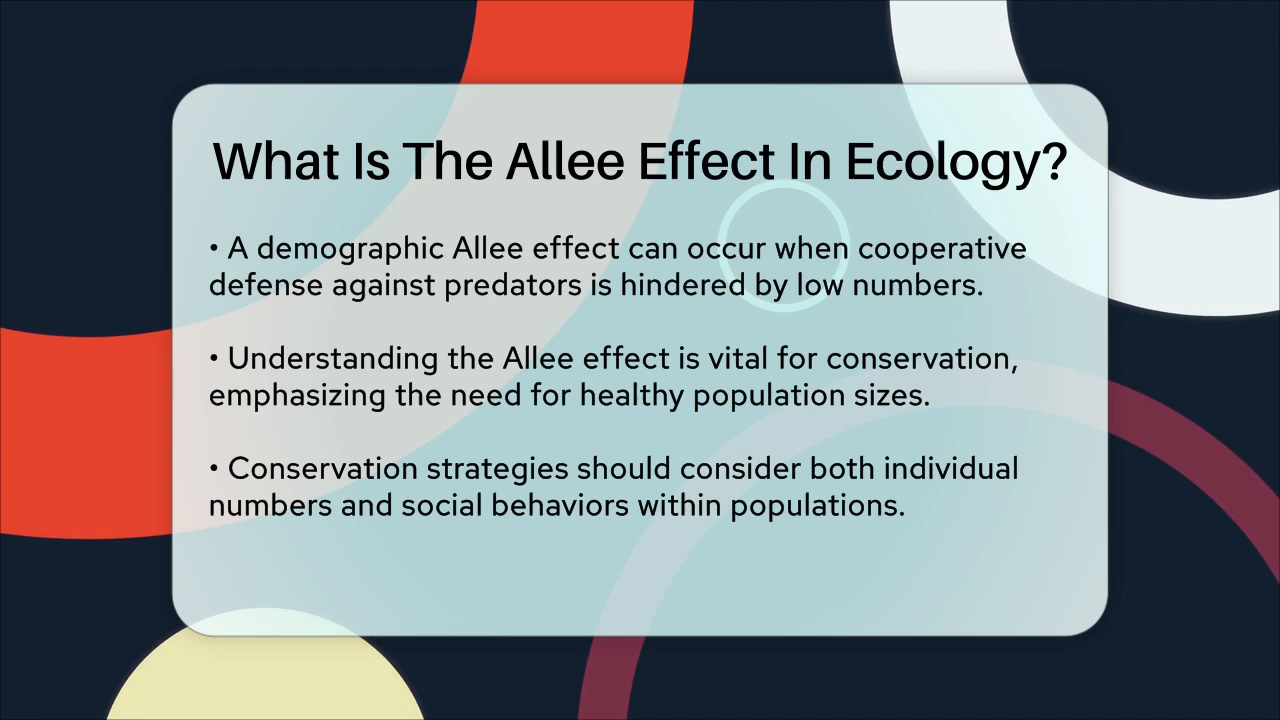 What Is The Allee Effect In Ecology?
• A demographic Allee effect can occur when cooperative
defense against predators is hindered by low numbers.
• Understanding the Allee effect is vital for conservation,
emphasizing the need for healthy population sizes.
• Conservation strategies should consider both individual
numbers and social behaviors within populations.